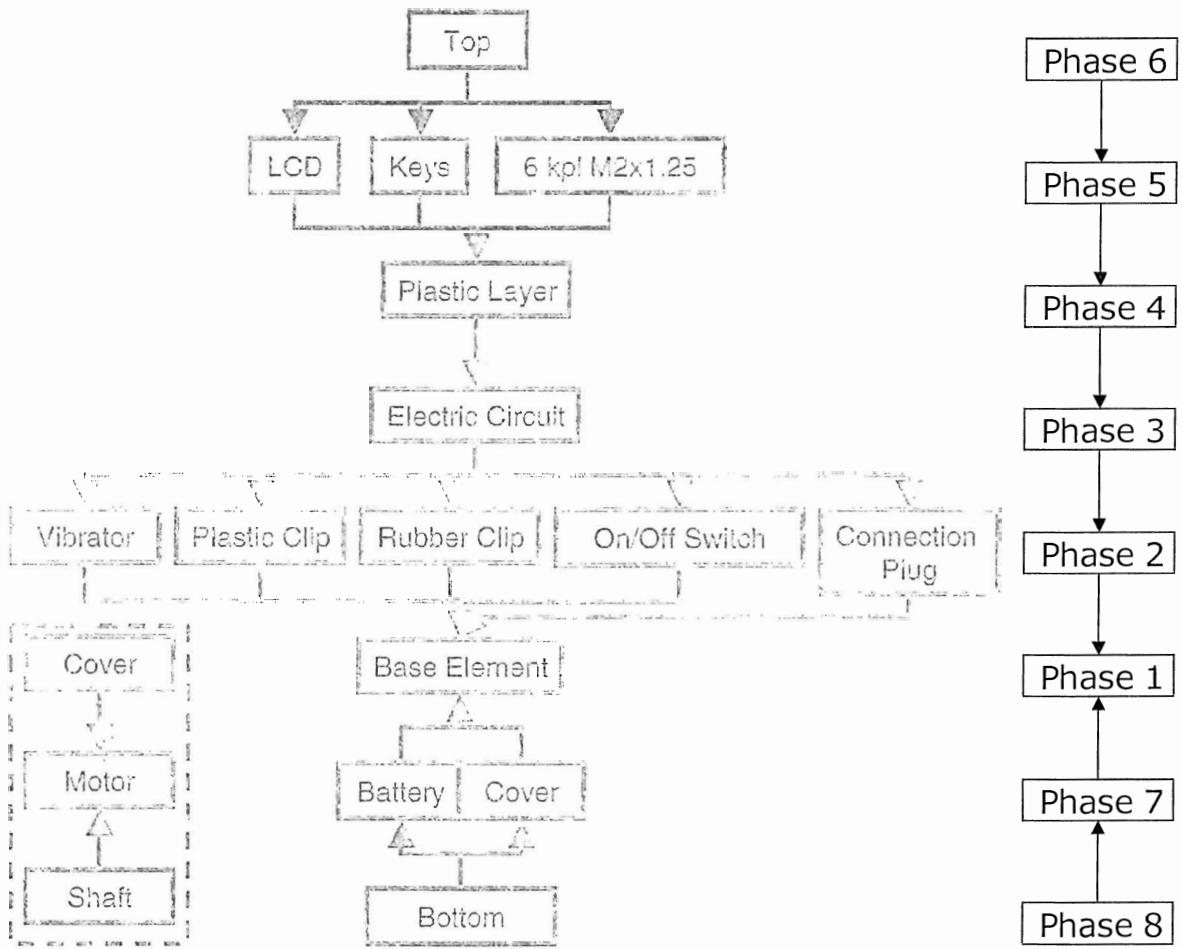 Top
Phase 6
LCD
Keys
6 kpl M2x1.25
Phase 5
Plastic Layer
Phase 4
Electric Circuit
Phase 3
Vibrator
Plastic Clip
Rubber Clip
On/Off Switch
Connection
Plug
Phase 2
Cover
Base Element
Phase 1
Motor
Battery
Cover
Phase 7
Shaft
Bottom
Phase 8